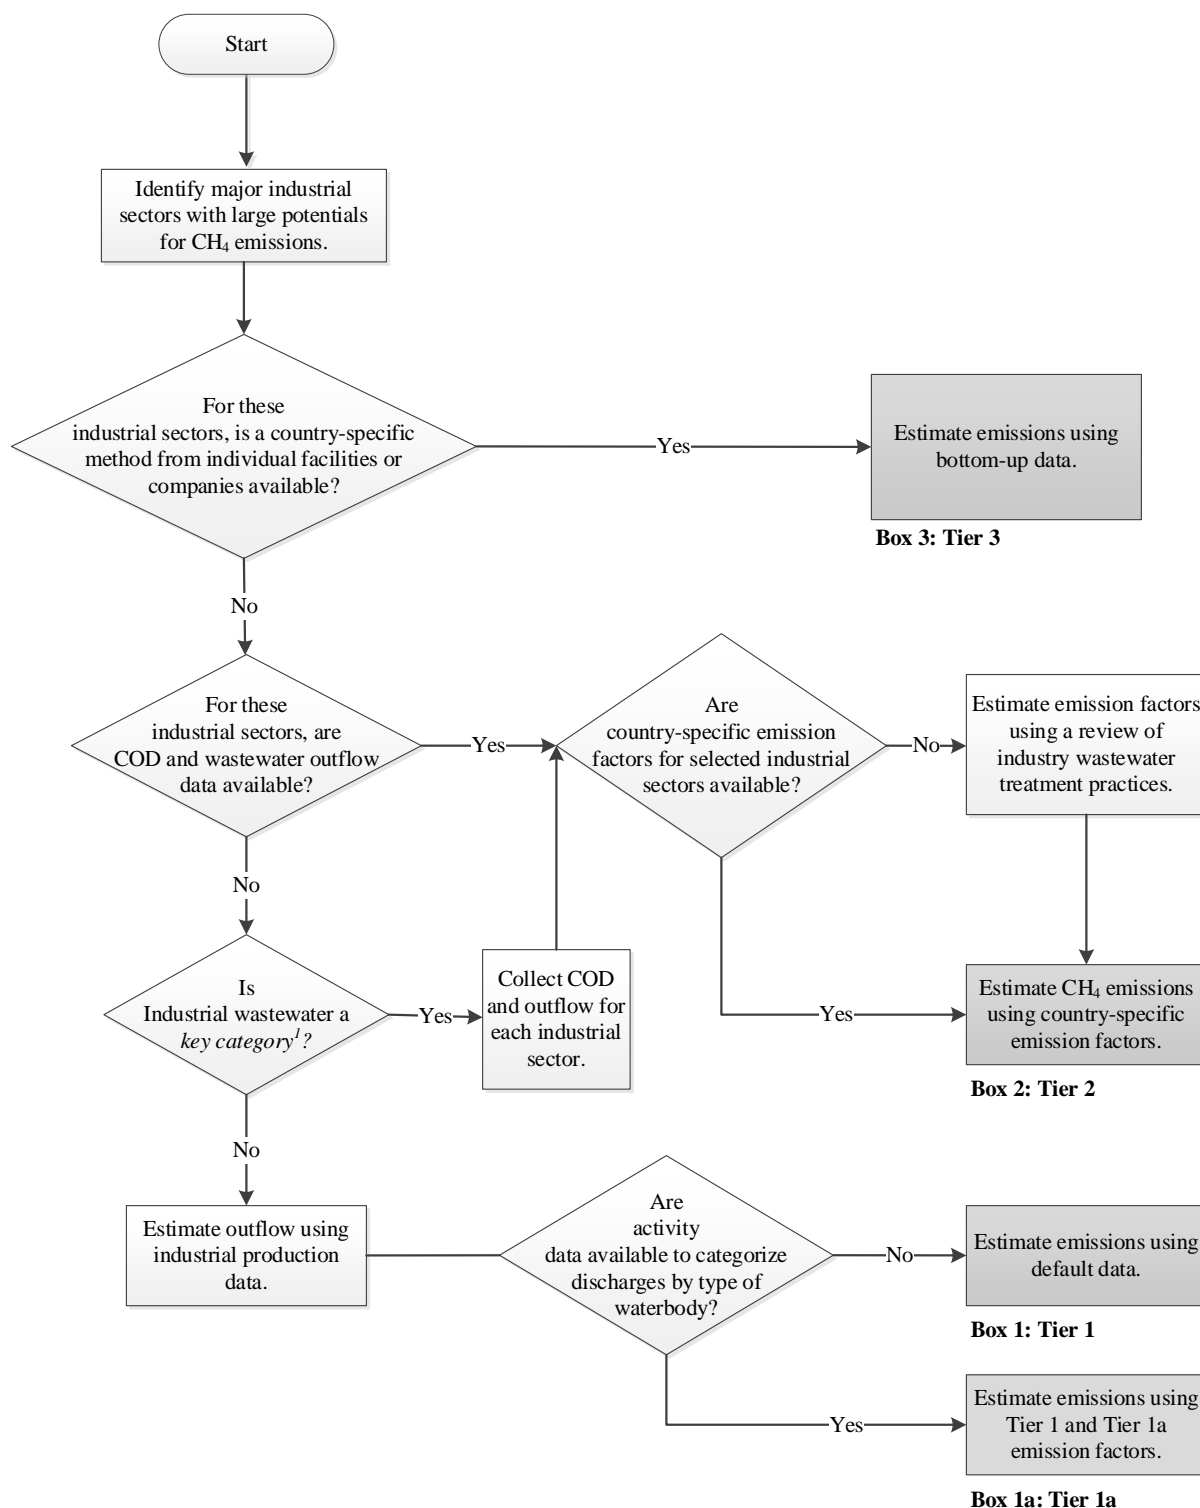 Start
Identify major industrial
sectors with large potentials
for CH₄ emissions.
For these
industrial sectors, is a country-specific
method from individual facilities or
companies available?
Yes
Estimate emissions using
bottom-up data.
Box 3: Tier 3
No
For these
industrial sectors, are
COD and wastewater outflow
data available?
Yes
Are
country-specific emission
factors for selected industrial
sectors available?
No
Estimate emission factors
using a review of
industry wastewater
treatment practices.
No
Is
Industrial wastewater a
key category¹?
Yes
Collect COD
and outflow for
each industrial
sector.
Yes
Estimate CH₄ emissions
using country-specific
emission factors.
Box 2: Tier 2
No
Estimate outflow using
industrial production
data.
Are
activity
data available to categorize
discharges by type of
waterbody?
No
Estimate emissions using
default data.
Box 1: Tier 1
Yes
Estimate emissions using
Tier 1 and Tier 1a
emission factors.
Box 1a: Tier 1a